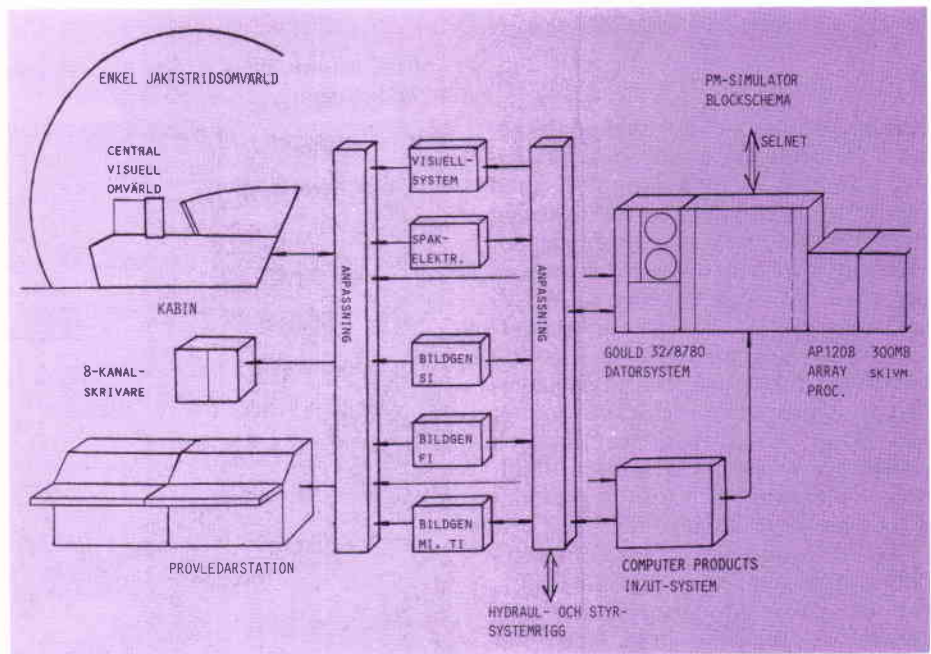 ENKEL JAKTSTRIDSOMVÄRLD
CENTRAL
VISUELL
OMVÄRLD
KABIN
8-KANAL-
SKRIVARE
PROVLEDARSTATION
ANPASSNING
VISUELL-
SYSTEM
SPAK-
ELEKTR.
BILDGEN
SI
BILDGEN
FI
BILDGEN
MI. TI
ANPASSNING
HYDRAUL- OCH STYR-
SYSTEMRIGG
PM-SIMULATOR
BLOCKSCHEMA
SELNET
GOULD 32/8780
DATORSYSTEM
AP120B
ARRAY
PROC.
300MB
SKIVM
COMPUTER PRODUCTS
IN/UT-SYSTEM